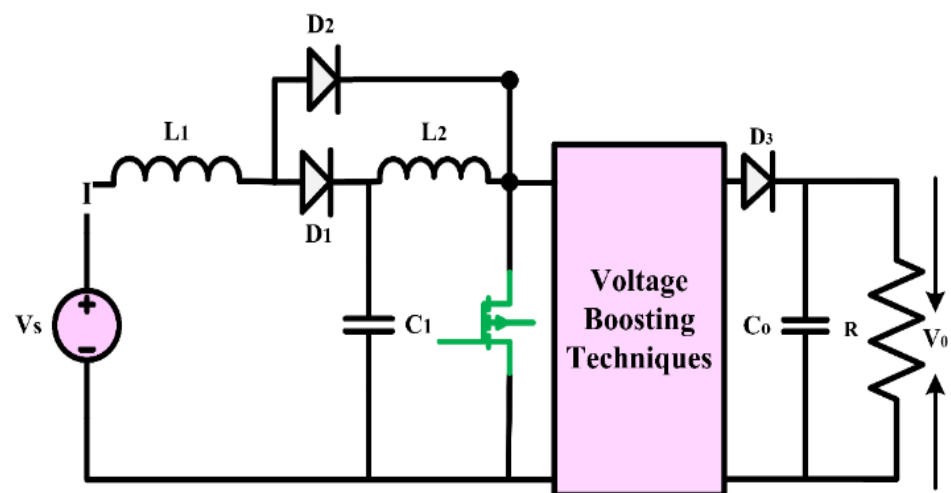 D2
L1
L2
D3
I
D1
Voltage
Boosting
Techniques
Vs
C1
Co
R
V0